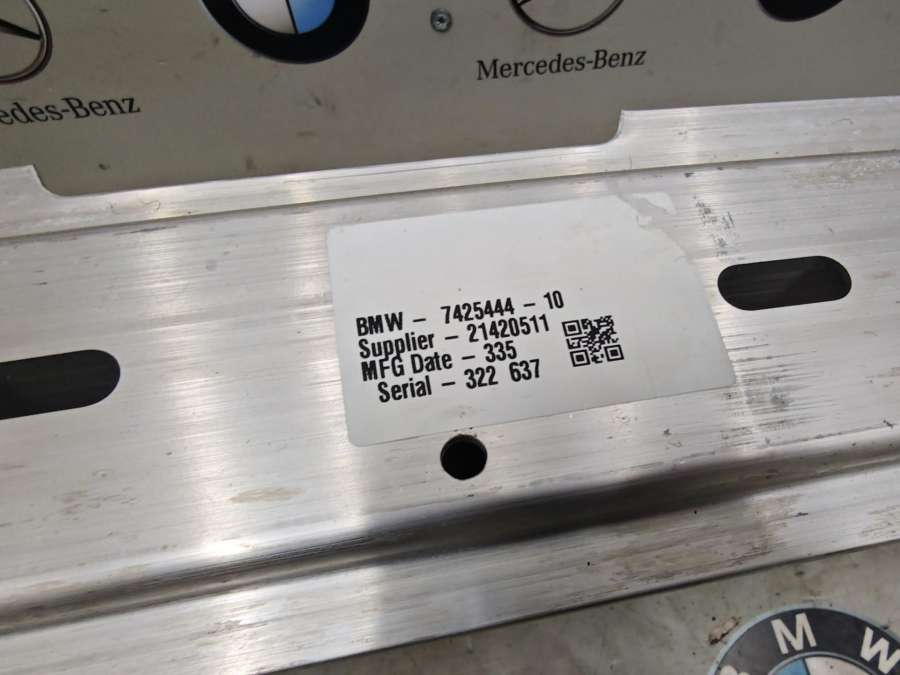 Mercedes-Benz
edes-Benz
BMW - 7425444 - 10
Supplier - 21420511
MFG Date - 335
Serial - 322 637
B M W